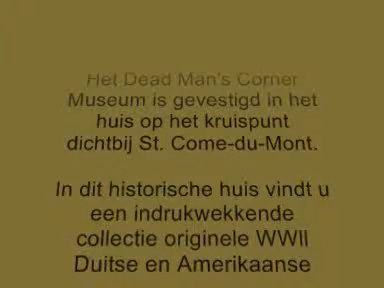 Het Dead Man's Corner
Museum is gevestigd in het
huis op het kruispunt
dichtbij St. Come-du-Mont.
In dit historische huis vindt u
een indrukwekkende
collectie originele WWII
Duitse en Amerikaanse